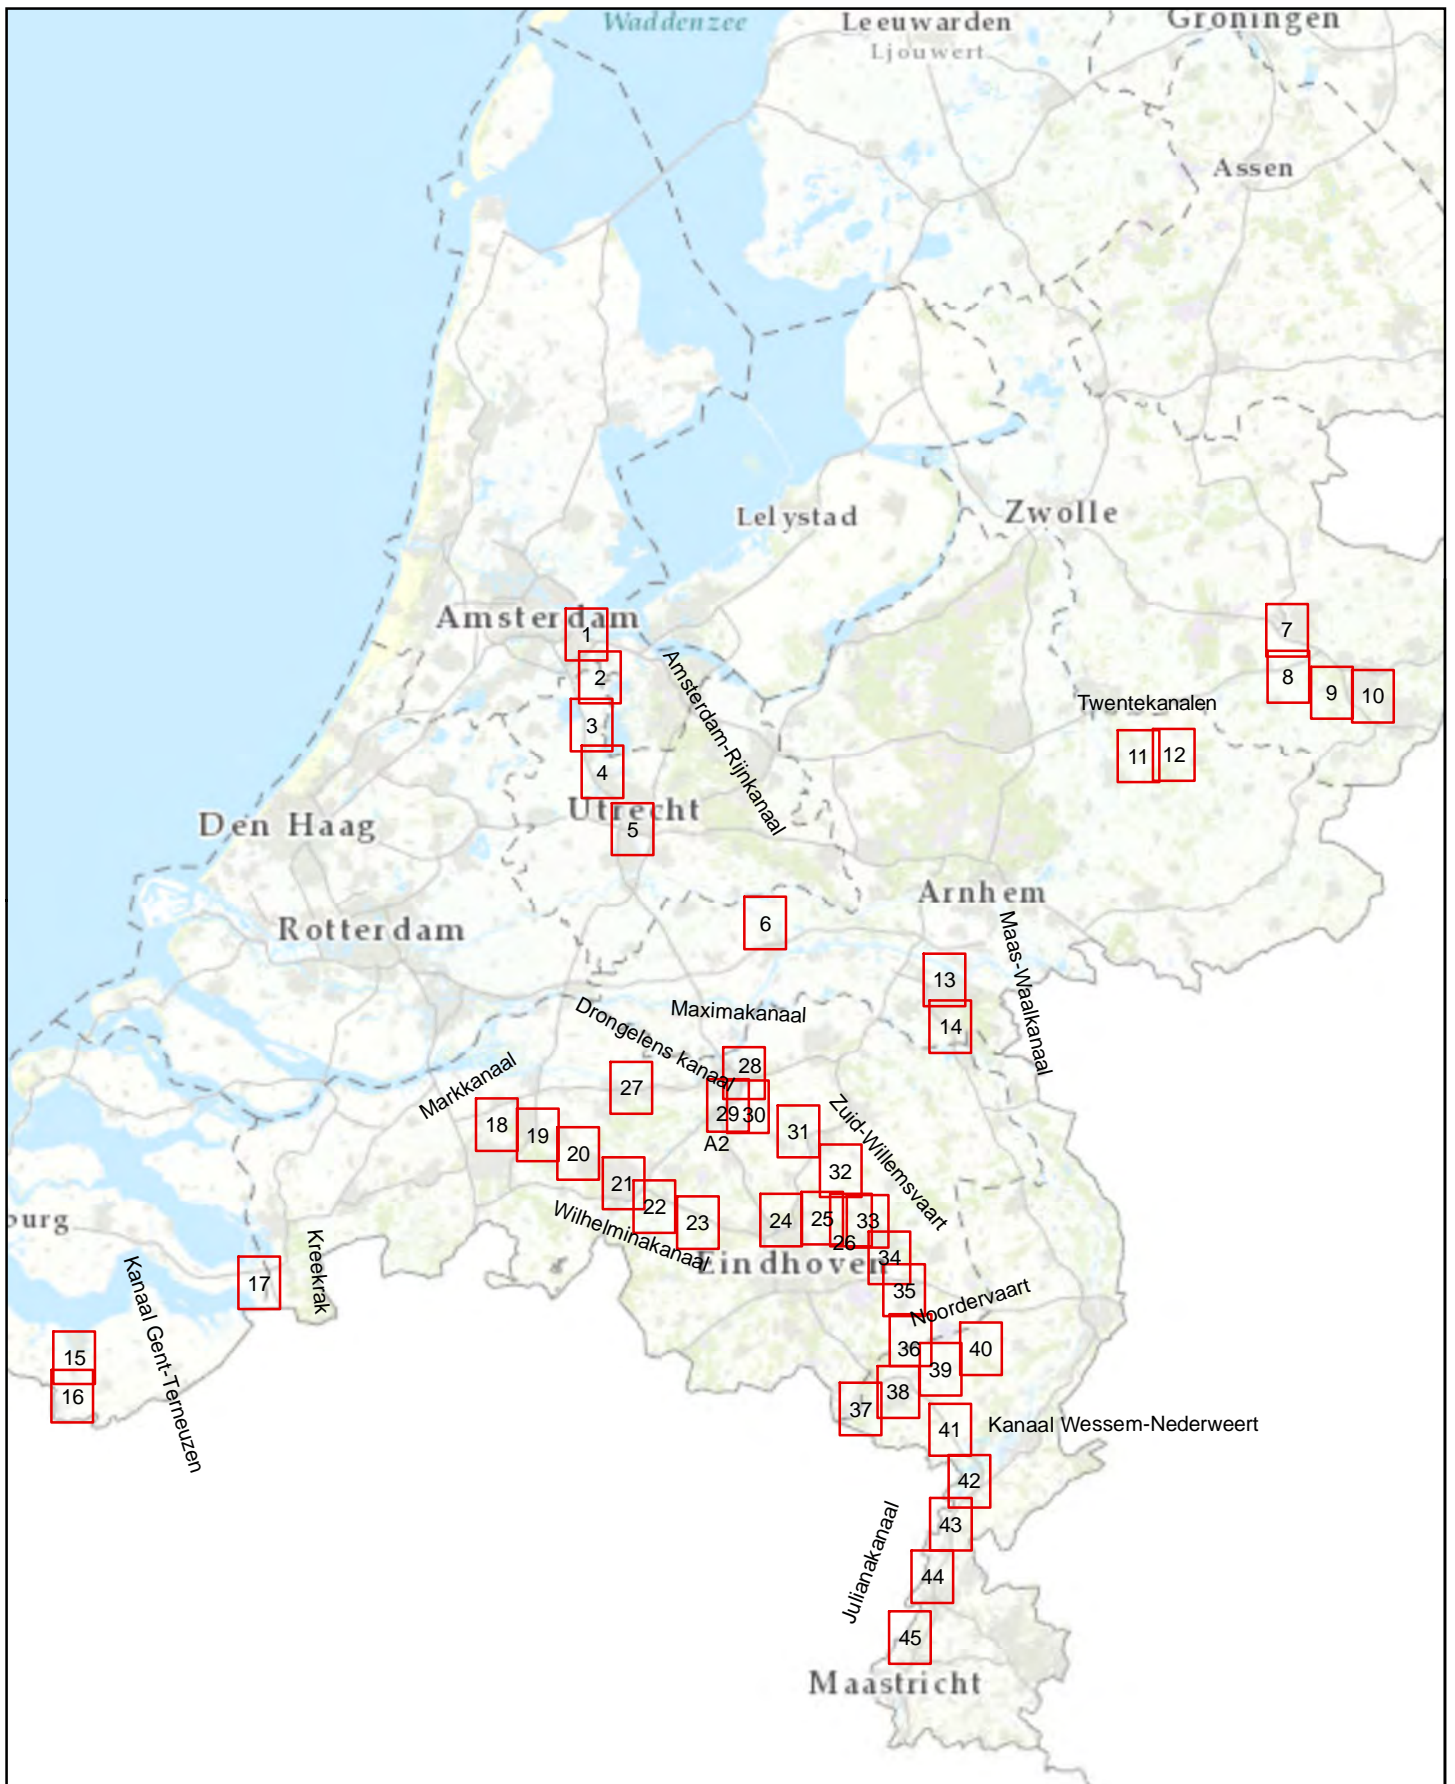 Waddenzee
Leeuwarden
Ljouwert
Groningen
Assen
Lelystad
Zwolle
Amsterdam
1
2
3
4
5
Utrecht
Amsterdam-Rijnkanaal
7
8
9
10
Twentekanalen
11
12
Den Haag
Rotterdam
Arnhem
6
13
14
Maas-Waalkanaal
Maximakanaal
Drongelens kanaal
Markkanaal
27
28
29
30
A2
31
32
Zuid-Willemsvaart
18
19
20
21
22
23
Wilhelminakanaal
24
25
26
33
34
35
Eindhoven
burg
Kreekrak
17
Kanaal Gent-Terneuzen
15
16
Noordervaart
36
40
39
38
37
41
Kanaal Wessem-Nederweert
42
43
Julianakanaal
44
45
Maastricht